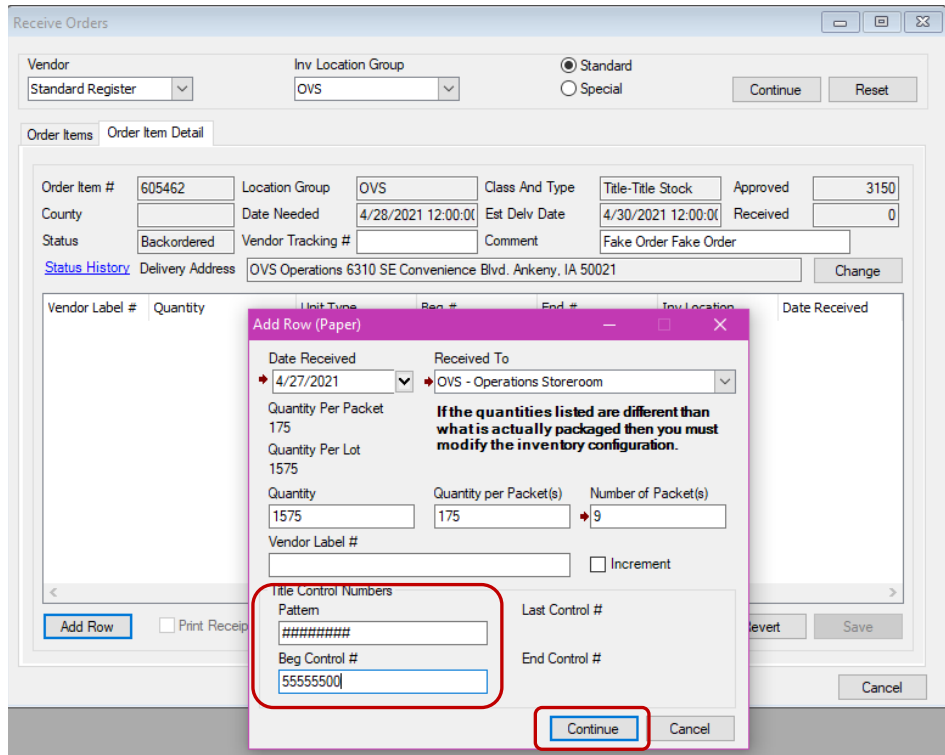 Receive Orders
Vendor Inv Location Group Standard
Standard Register OVS Special Continue Reset
Order Items Order Item Detail
Order Item # 605462 Location Group OVS Class And Type Title-Title Stock Approved 3150
County Date Needed 4/28/2021 12:00:0 Est Delv Date 4/30/2021 12:00:0 Received 0
Status Backordered Vendor Tracking # Comment Fake Order Fake Order
Status History Delivery Address OVS Operations 6310 SE Convenience Blvd. Ankeny, IA 50021 Change
Vendor Label # Quantity Unit Type Beg # End # Inv Location Date Received
Add Row (Paper)
Date Received Received To
4/27/2021 OVS - Operations Storeroom
Quantity Per Packet
175
Quantity Per Lot
1575
If the quantities listed are different than
what is actually packaged then you must
modify the inventory configuration.
Quantity Quantity per Packet(s) Number of Packet(s)
1575 175 9
Vendor Label #
Increment
Title Control Numbers
Pattern Last Control #
########
Beg Control # End Control #
55555500
Continue Cancel
Add Row Print Receip evert Save
Cancel